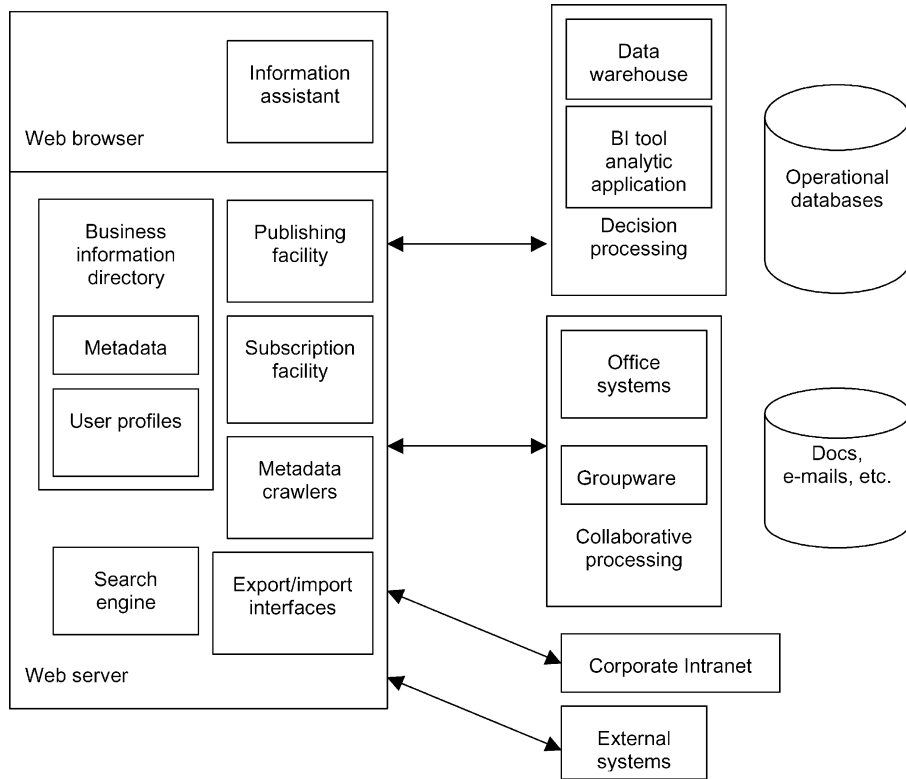 Information
assistant
Web browser
Business
information
directory
Metadata
User profiles
Publishing
facility
Subscription
facility
Metadata
crawlers
Search
engine
Export/import
interfaces
Web server
Data
warehouse
BI tool
analytic
application
Decision
processing
Operational
databases
Office
systems
Groupware
Collaborative
processing
Docs,
e-mails, etc.
Corporate Intranet
External
systems